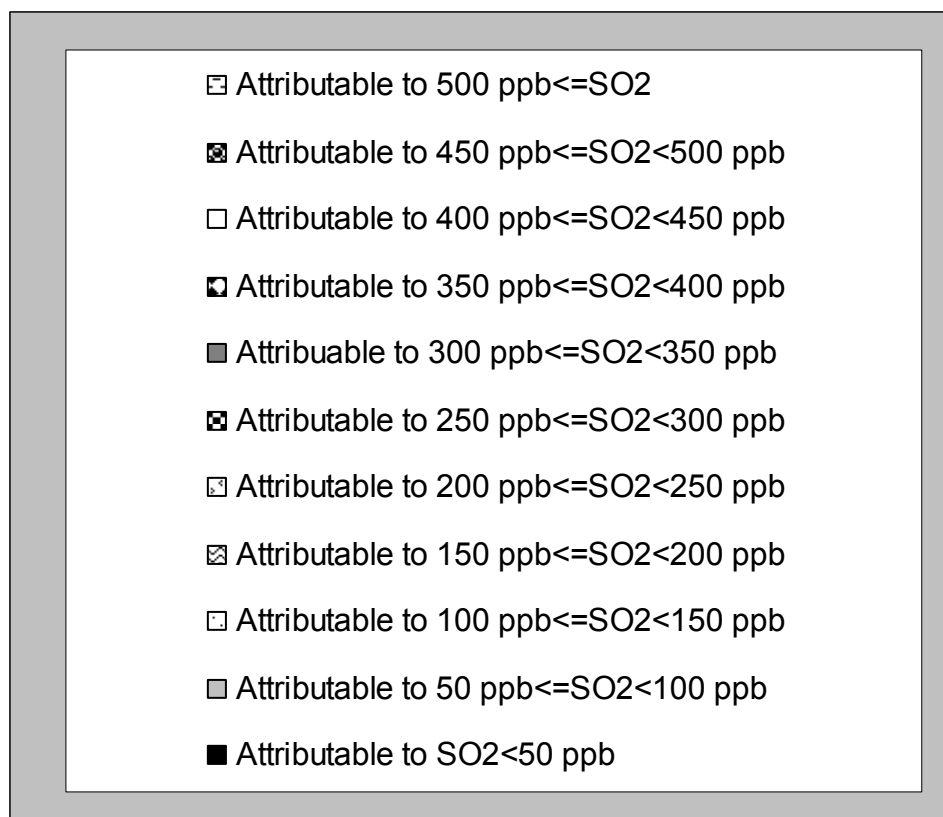 Attributable to 500 ppb<=SO2
Attributable to 450 ppb<=SO2<500 ppb
Attributable to 400 ppb<=SO2<450 ppb
Attributable to 350 ppb<=SO2<400 ppb
Attribuable to 300 ppb<=SO2<350 ppb
Attributable to 250 ppb<=SO2<300 ppb
Attributable to 200 ppb<=SO2<250 ppb
Attributable to 150 ppb<=SO2<200 ppb
Attributable to 100 ppb<=SO2<150 ppb
Attributable to 50 ppb<=SO2<100 ppb
Attributable to SO2<50 ppb